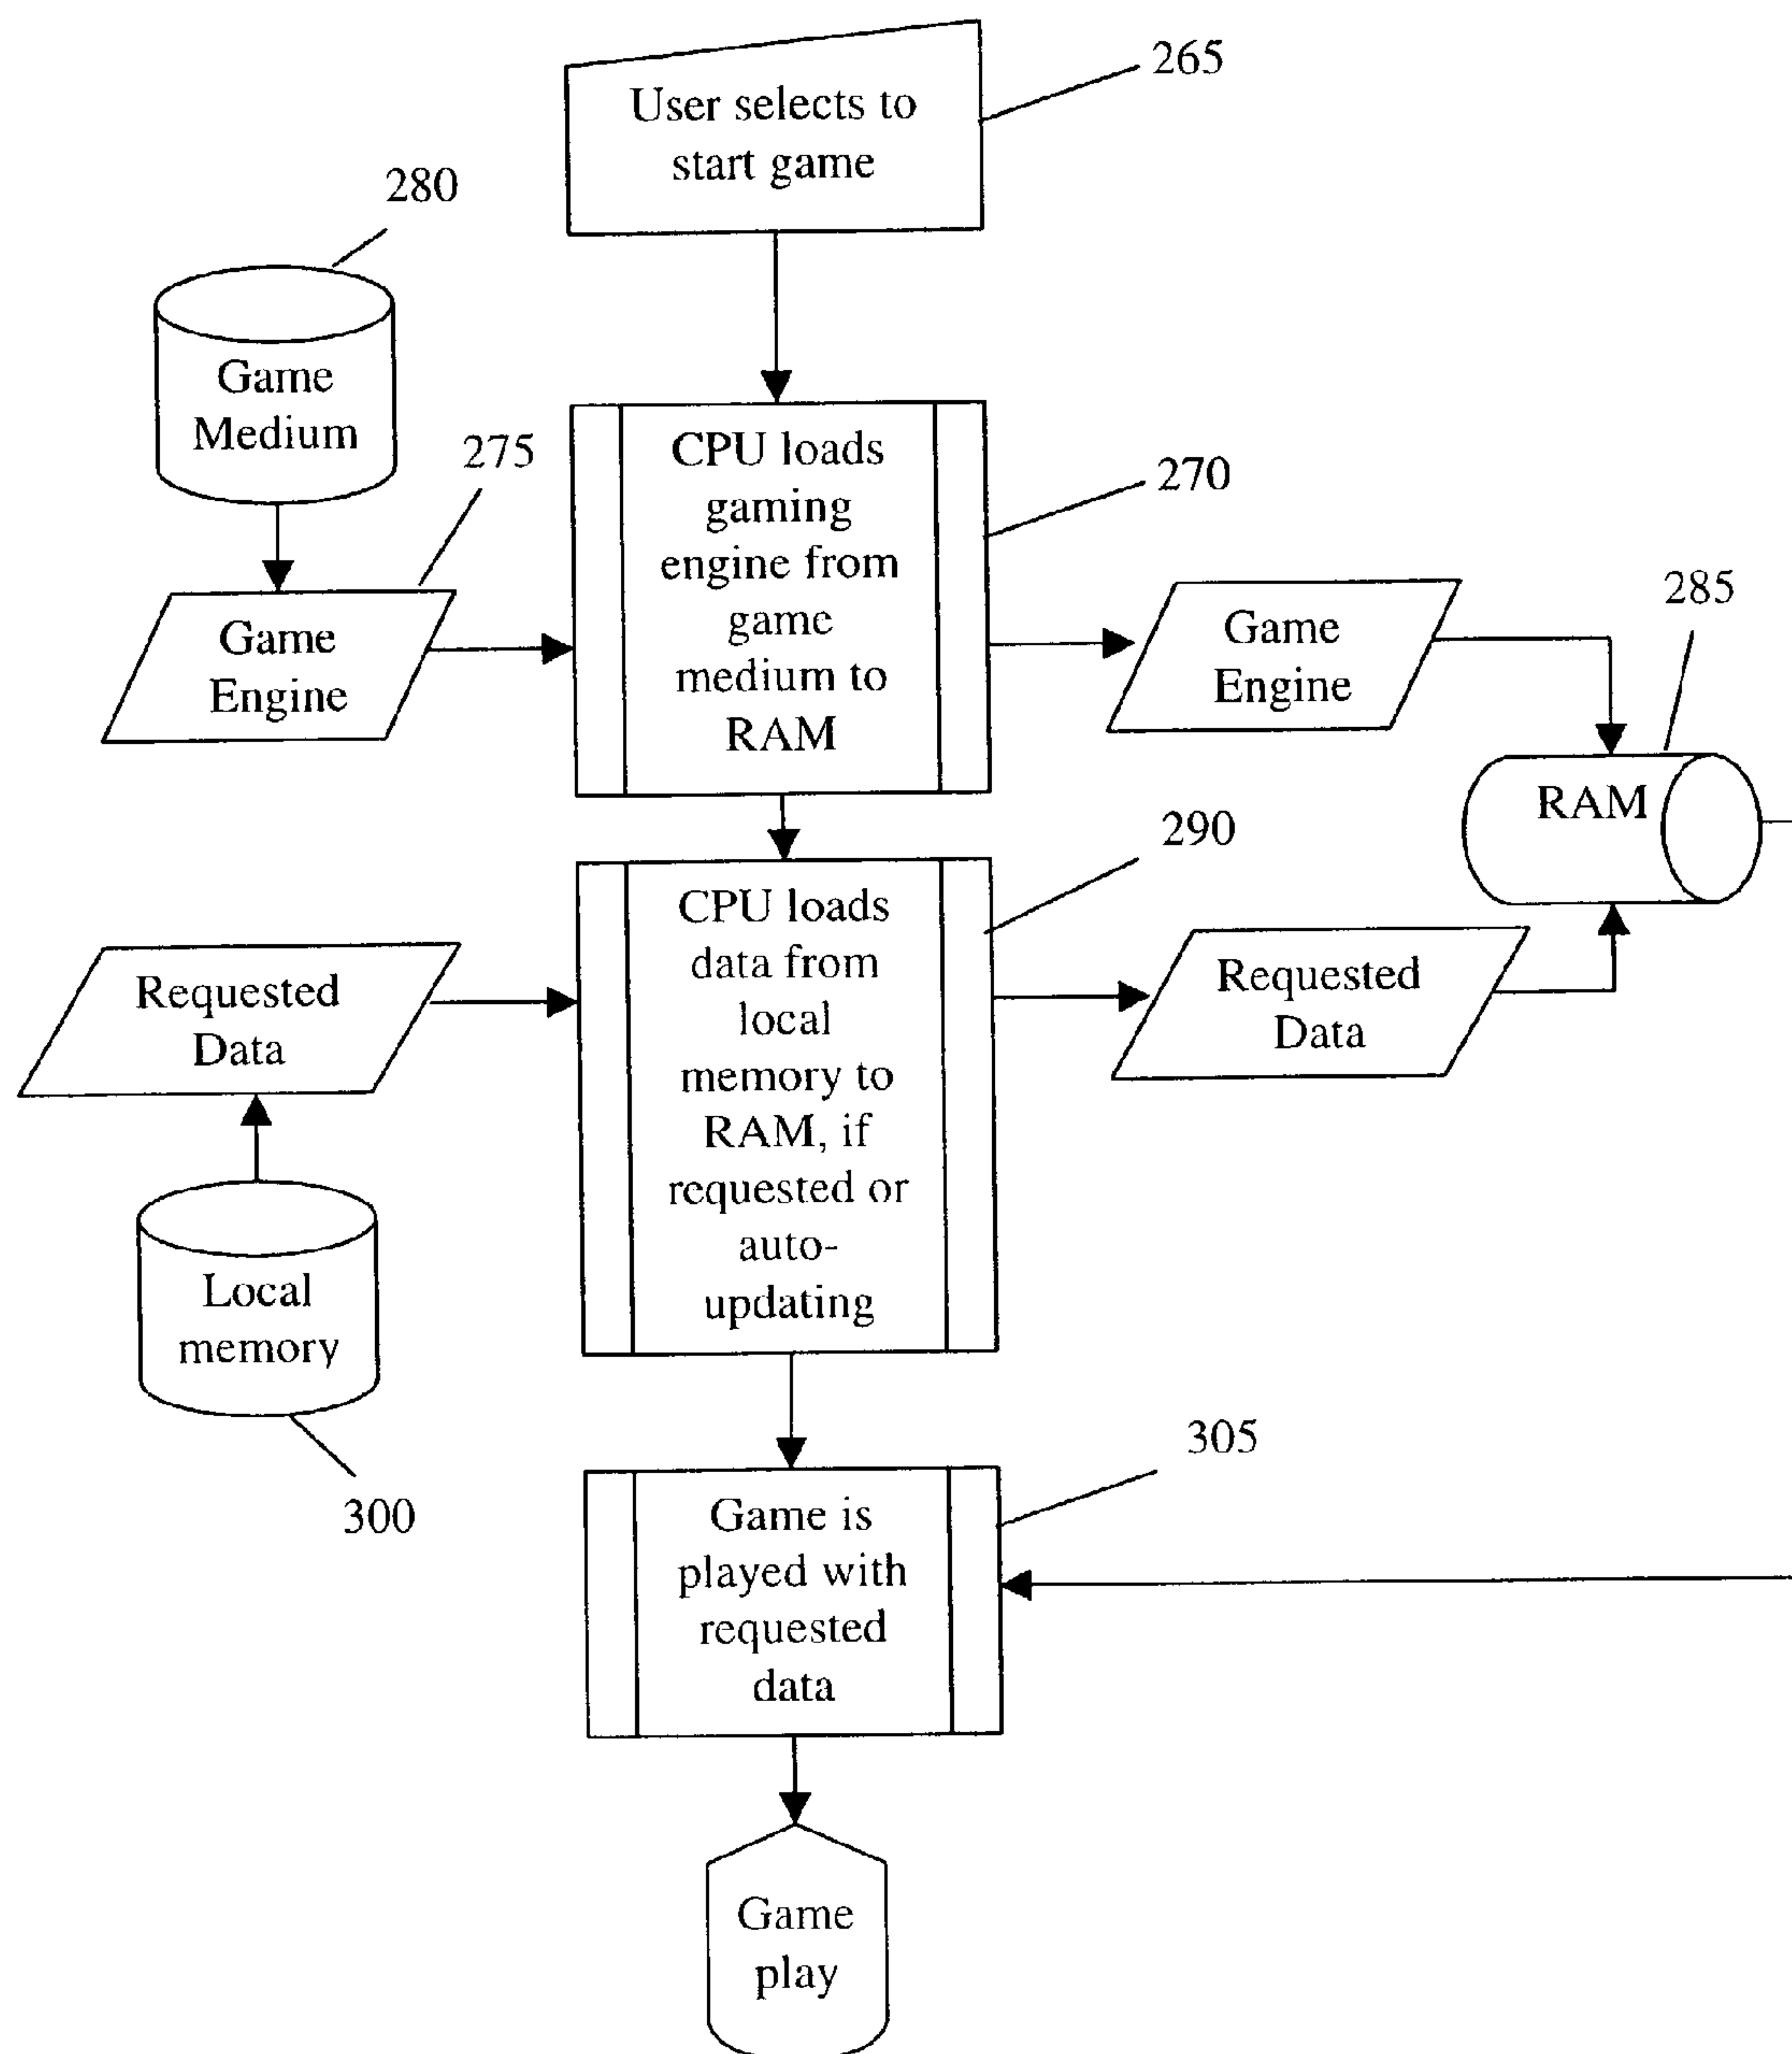 User selects to
start game
265
280
Game
Medium
275
Game
Engine
CPU loads
gaming
engine from
game
medium to
RAM
270
Game
Engine
285
RAM
290
CPU loads
data from
local
memory to
RAM, if
requested or
auto-
updating
Requested
Data
Requested
Data
Local
memory
300
305
Game is
played with
requested
data
Game
play